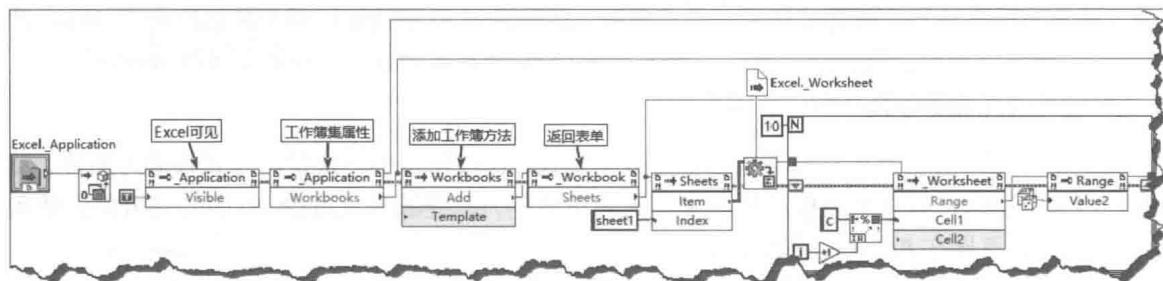 Excel._Worksheet
Excel._Application
Excel可见
工作簿集属性
添加工作簿方法
返回表单
10 N
_Application
Visible
_Application
Workbooks
Workbooks
Add
Template
_Workbook
Sheets
Sheets
Item
Index
sheet1
_Worksheet
Range
Cell1
Cell2
Range
Value2
T
C
i
+1